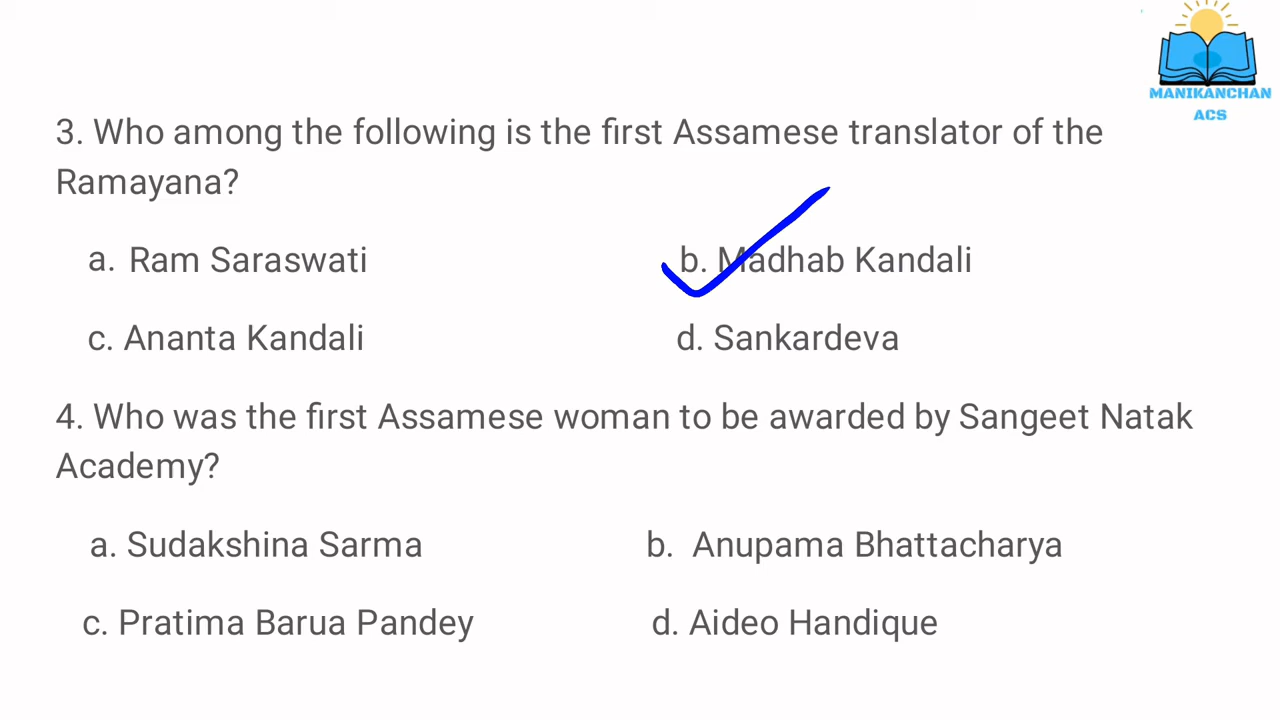 MANIKANCHAN
ACS
3. Who among the following is the first Assamese translator of the
Ramayana?
a. Ram Saraswati
b. Madhab Kandali
c. Ananta Kandali
d. Sankardeva
4. Who was the first Assamese woman to be awarded by Sangeet Natak
Academy?
a. Sudakshina Sarma
b. Anupama Bhattacharya
c. Pratima Barua Pandey
d. Aideo Handique